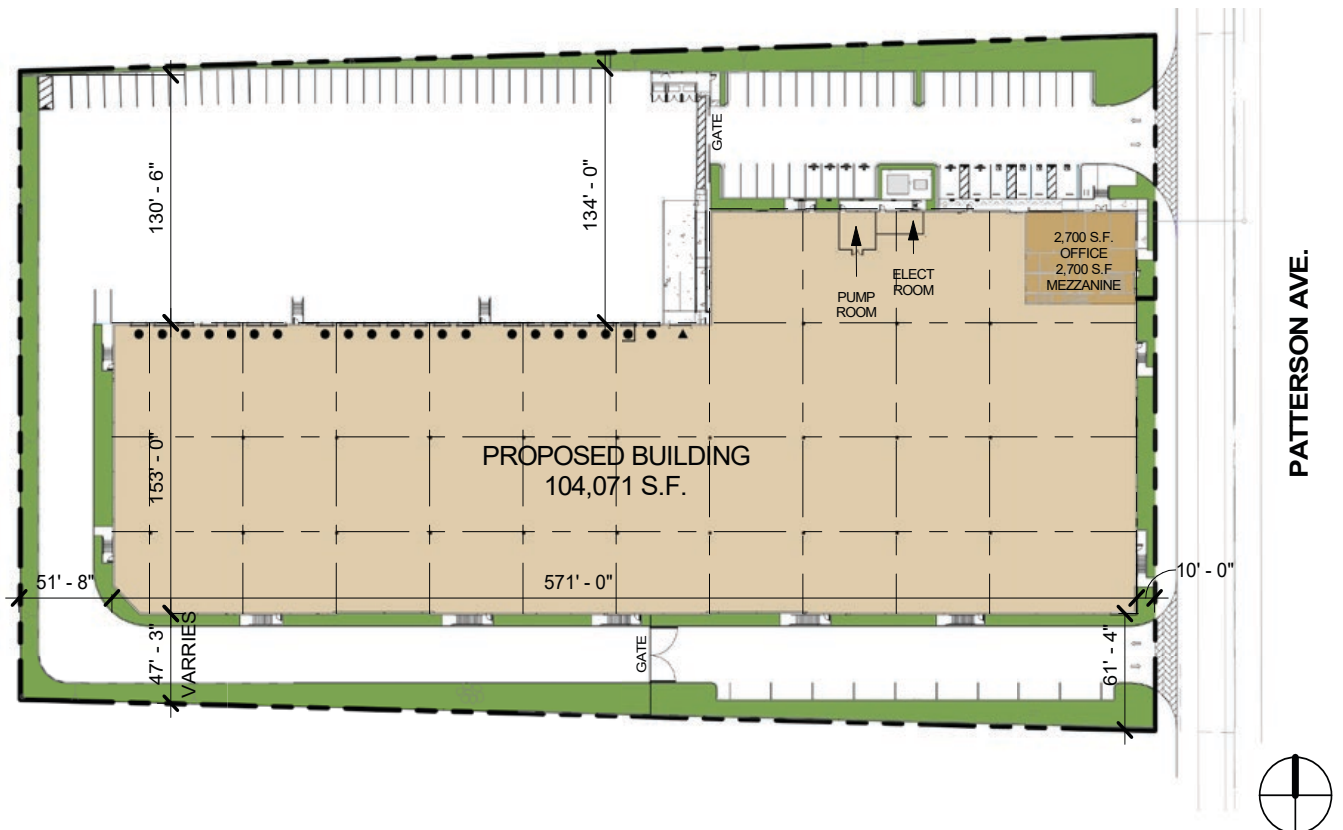 GATE
130' - 6"
134' - 0"
2,700 S.F.
OFFICE
2,700 S.F
MEZZANINE
ELECT
ROOM
PUMP
ROOM
PATTERSON AVE.
PROPOSED BUILDING
104,071 S.F.
153' - 0"
51' - 8"
571' - 0"
10' - 0"
47' - 3"
VARRIES
GATE
61' - 4"